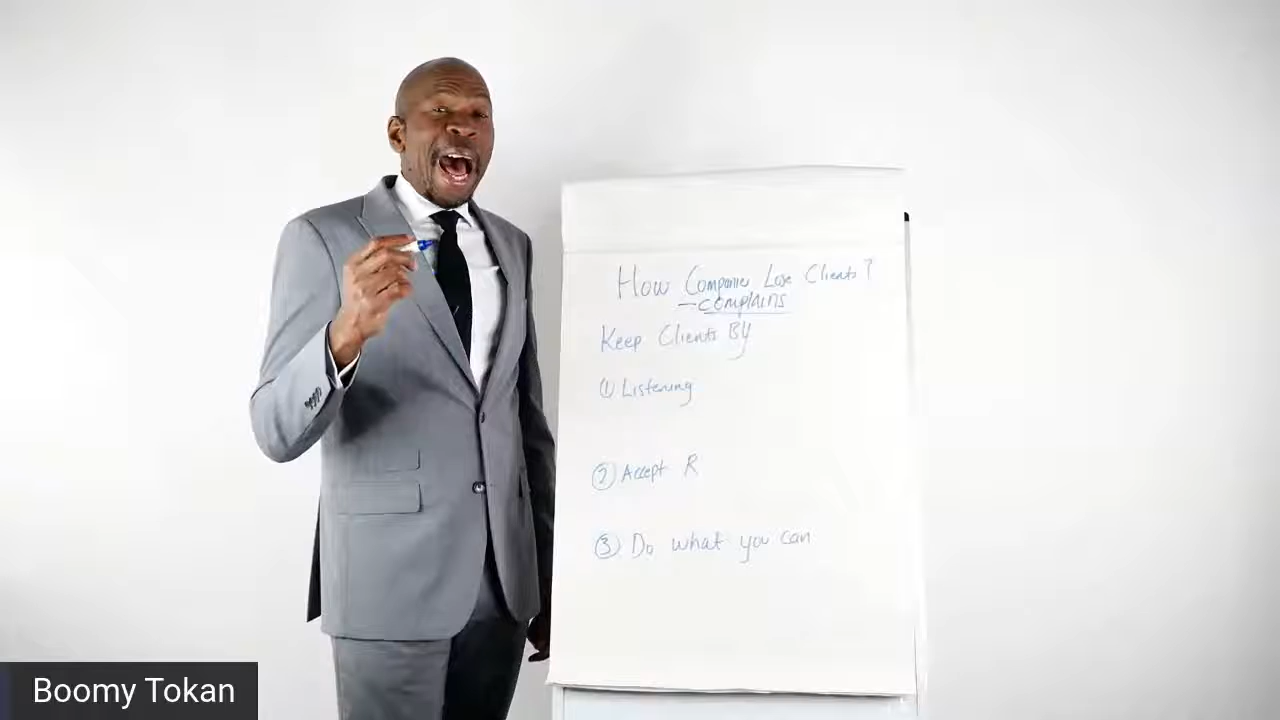 How Companies Lose Clients?
-complains
Keep Clients By
① Listening
② Accept R
③ Do what you can
Boomy Tokan